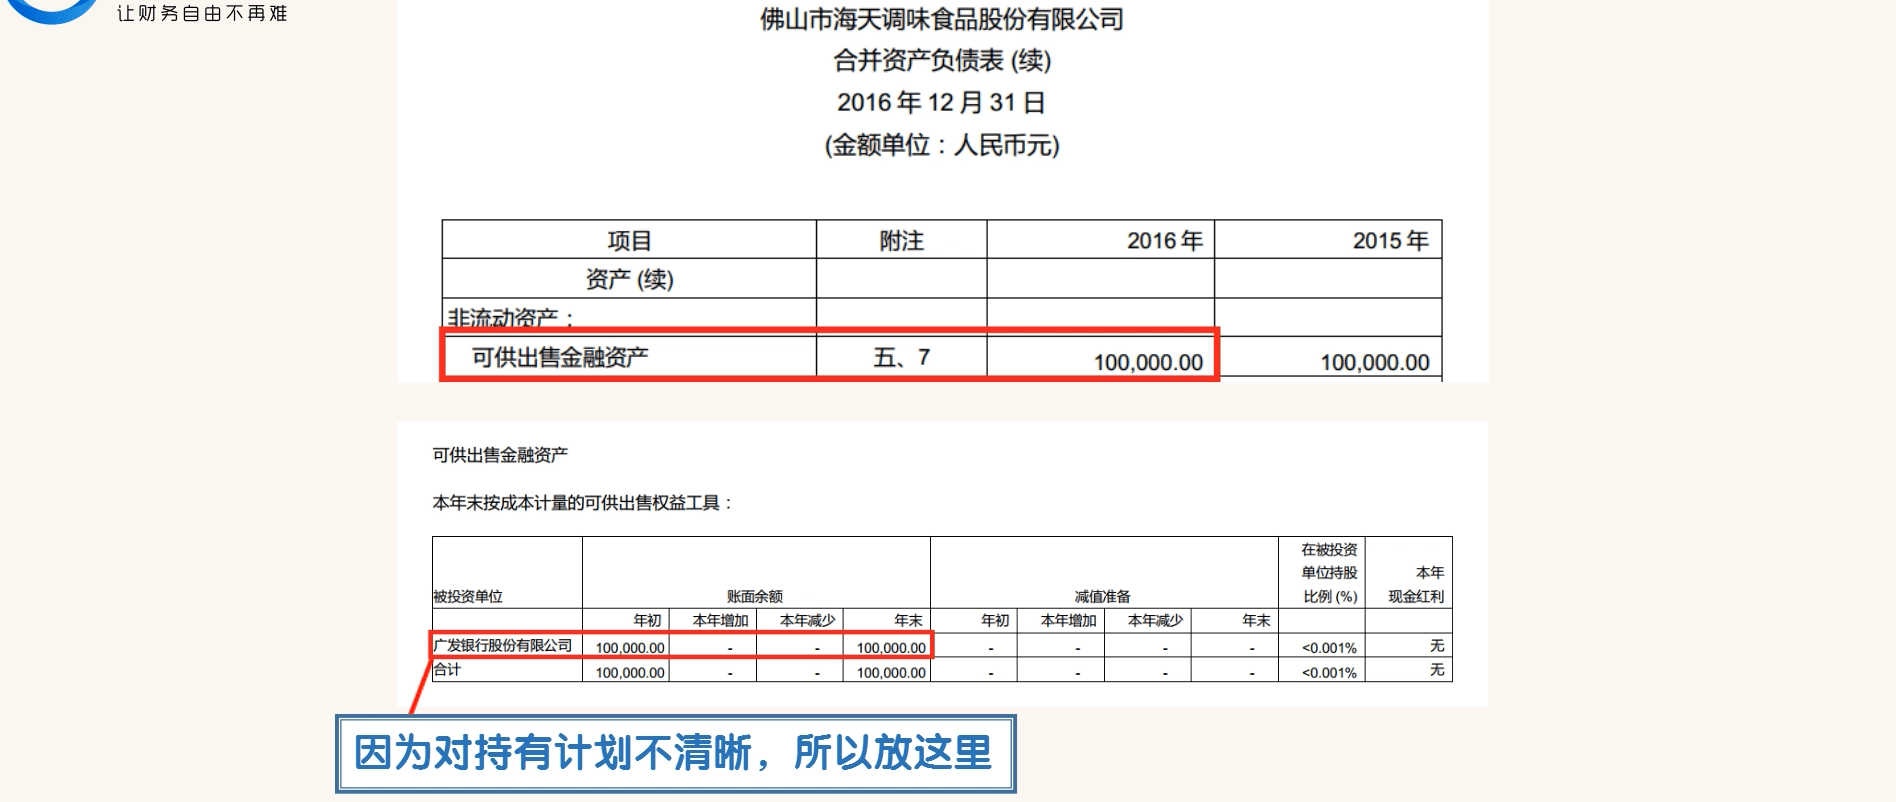 让财务自由不再难
佛山市海天调味食品股份有限公司
合并资产负债表 (续)
2016 年 12 月 31 日
(金额单位：人民币元)
项目 附注 2016 年 2015 年
资产 (续)
非流动资产：
可供出售金融资产 五、7 100,000.00 100,000.00
可供出售金融资产
本年末按成本计量的可供出售权益工具：
被投资单位 账面余额 减值准备 在被投资单位持股比例 (%) 本年现金红利
年初 本年增加 本年减少 年末 年初 本年增加 本年减少 年末
广发银行股份有限公司 100,000.00 - - 100,000.00 - - - - <0.001% 无
合计 100,000.00 - - 100,000.00 - - - - <0.001% 无
因为对持有计划不清晰，所以放这里